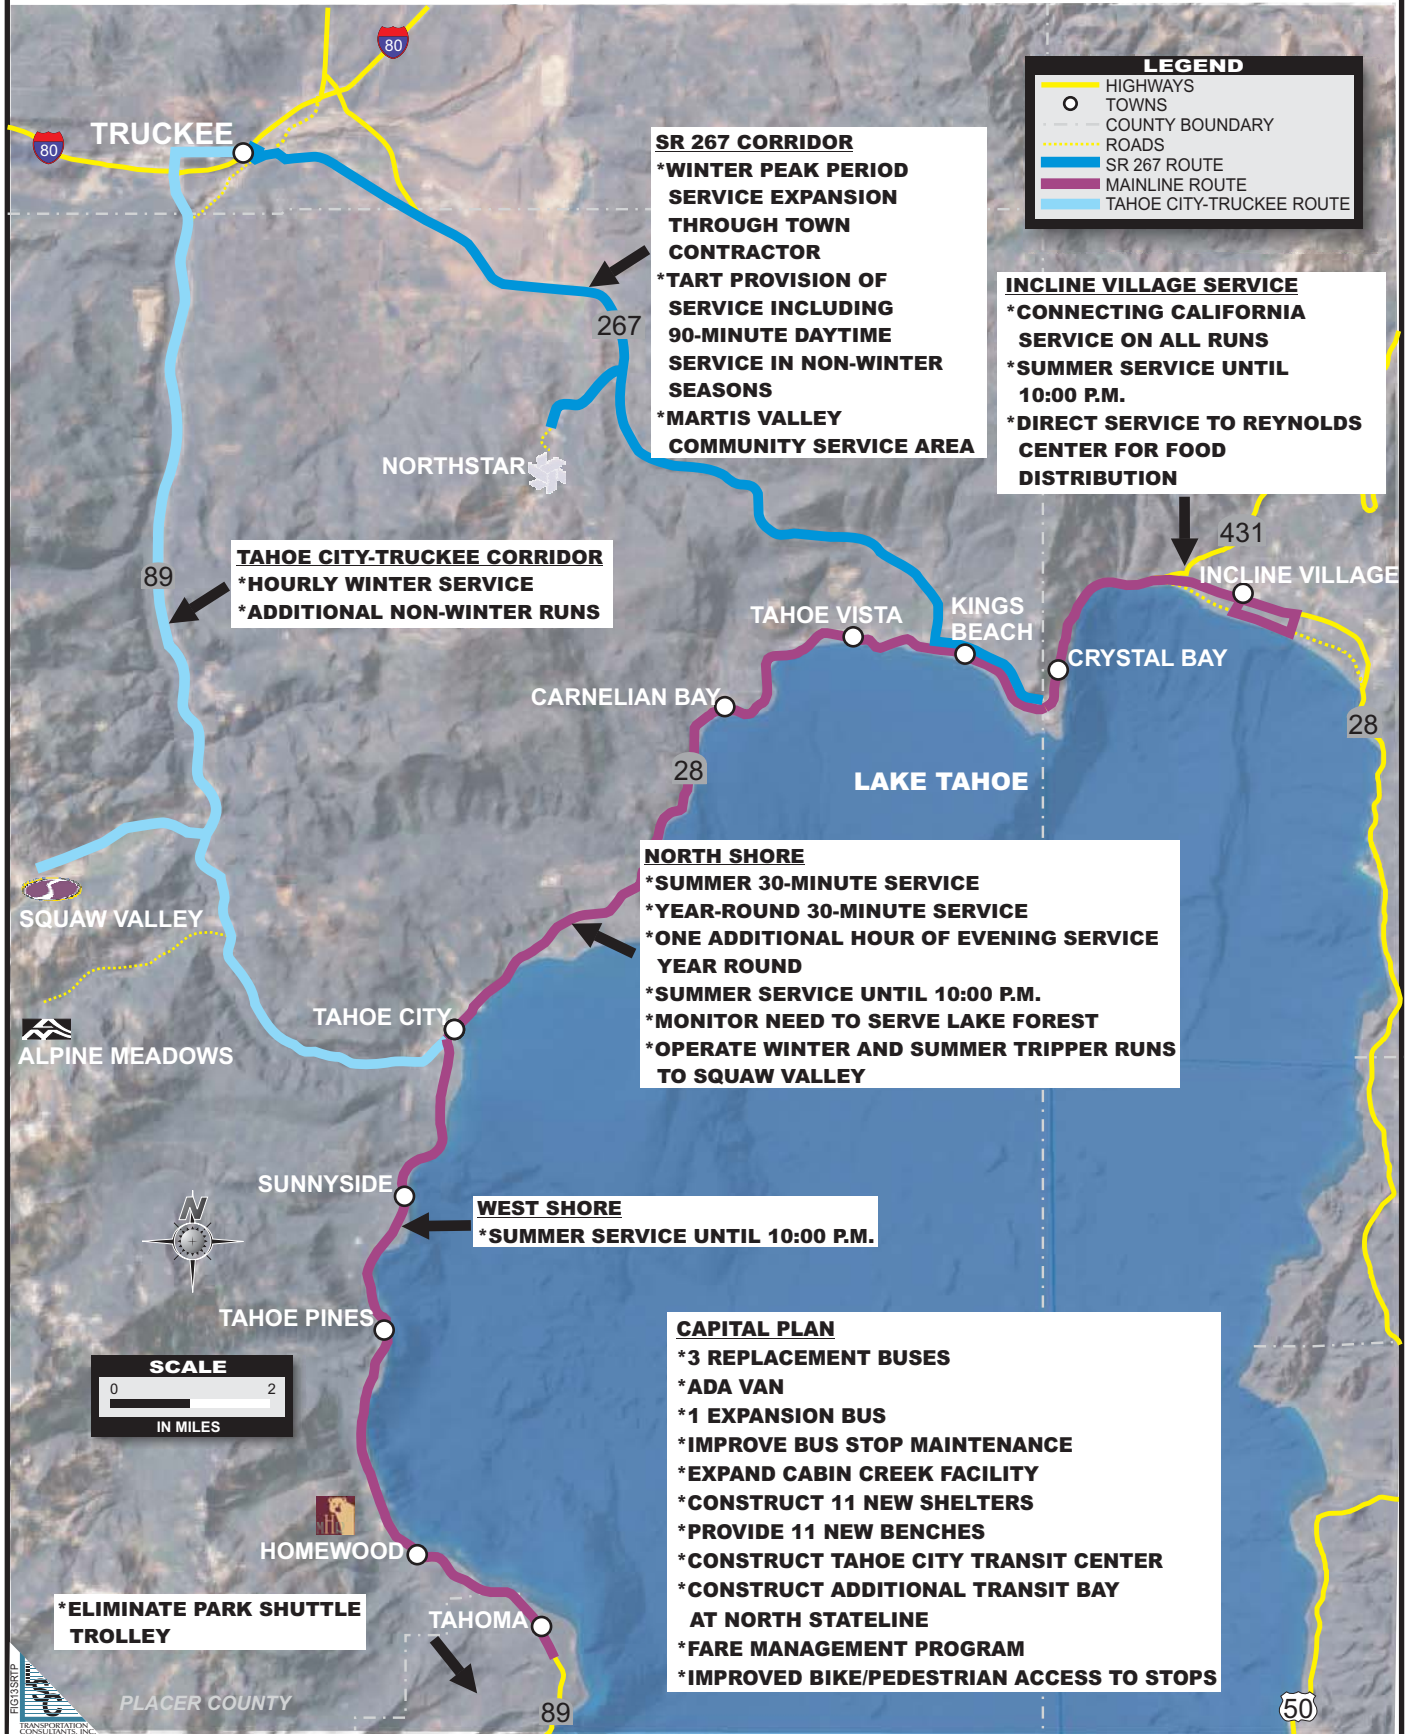 80
80
TRUCKEE
LEGEND
HIGHWAYS
TOWNS
COUNTY BOUNDARY
ROADS
SR 267 ROUTE
MAINLINE ROUTE
TAHOE CITY-TRUCKEE ROUTE
SR 267 CORRIDOR
*WINTER PEAK PERIOD
SERVICE EXPANSION
THROUGH TOWN
CONTRACTOR
*TART PROVISION OF
SERVICE INCLUDING
90-MINUTE DAYTIME
SERVICE IN NON-WINTER
SEASONS
*MARTIS VALLEY
COMMUNITY SERVICE AREA
INCLINE VILLAGE SERVICE
*CONNECTING CALIFORNIA
SERVICE ON ALL RUNS
*SUMMER SERVICE UNTIL
10:00 P.M.
*DIRECT SERVICE TO REYNOLDS
CENTER FOR FOOD
DISTRIBUTION
267
NORTHSTAR
431
INCLINE VILLAGE
TAHOE CITY-TRUCKEE CORRIDOR
*HOURLY WINTER SERVICE
*ADDITIONAL NON-WINTER RUNS
89
TAHOE VISTA
KINGS
BEACH
CRYSTAL BAY
CARNELIAN BAY
28
28
LAKE TAHOE
NORTH SHORE
*SUMMER 30-MINUTE SERVICE
*YEAR-ROUND 30-MINUTE SERVICE
*ONE ADDITIONAL HOUR OF EVENING SERVICE
YEAR ROUND
*SUMMER SERVICE UNTIL 10:00 P.M.
*MONITOR NEED TO SERVE LAKE FOREST
*OPERATE WINTER AND SUMMER TRIPPER RUNS
TO SQUAW VALLEY
SQUAW VALLEY
TAHOE CITY
ALPINE MEADOWS
SUNNYSIDE
N
WEST SHORE
*SUMMER SERVICE UNTIL 10:00 P.M.
TAHOE PINES
SCALE
0 2
IN MILES
CAPITAL PLAN
*3 REPLACEMENT BUSES
*ADA VAN
*1 EXPANSION BUS
*IMPROVE BUS STOP MAINTENANCE
*EXPAND CABIN CREEK FACILITY
*CONSTRUCT 11 NEW SHELTERS
*PROVIDE 11 NEW BENCHES
*CONSTRUCT TAHOE CITY TRANSIT CENTER
*CONSTRUCT ADDITIONAL TRANSIT BAY
AT NORTH STATELINE
*FARE MANAGEMENT PROGRAM
*IMPROVED BIKE/PEDESTRIAN ACCESS TO STOPS
HOMEWOOD
*ELIMINATE PARK SHUTTLE
TROLLEY
TAHOMA
PLACER COUNTY
89
50
FIG13SRTP
LSC
TRANSPORTATION
CONSULTANTS, INC.